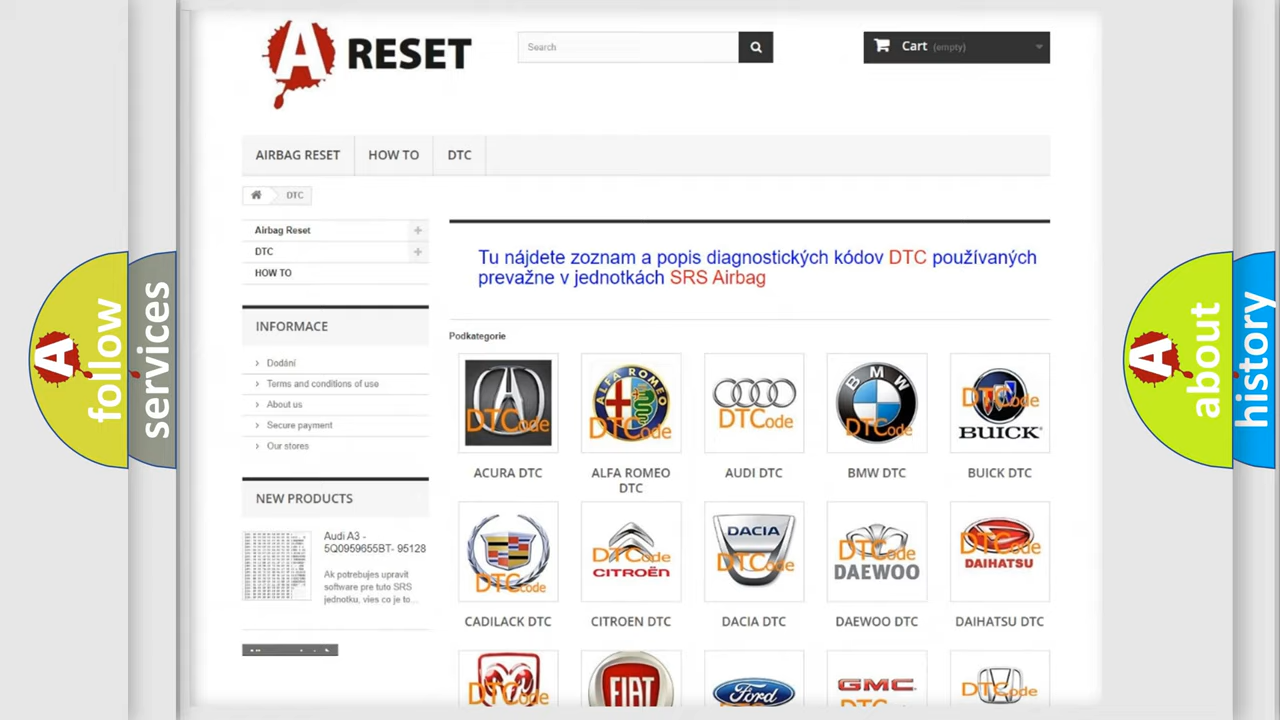 A RESET
Search
Cart (empty)
AIRBAG RESET
HOW TO
DTC
DTC
Airbag Reset
DTC
HOW TO
Tu nájdete zoznam a popis diagnostických kódov DTC používaných
prevažne v jednotkách SRS Airbag
INFORMACE
Podkategorie
Dodání
Terms and conditions of use
About us
Secure payment
Our stores
ALFA ROMEO
BMW
BUICK
DTCode
DTCode
DTCode
DTCode
DTCode
ACURA DTC
ALFA ROMEO
DTC
AUDI DTC
BMW DTC
BUICK DTC
NEW PRODUCTS
Audi A3 -
5Q0959655BT- 95128
Ak potrebujes upravit
software pre tuto SRS
jednotku, vies co je to...
DTCode
DTCode
CITROËN
DACIA
DTCode
DTCode
DAEWOO
DTCode
DAIHATSU
CADILACK DTC
CITROEN DTC
DACIA DTC
DAEWOO DTC
DAIHATSU DTC
DTCode
FIAT
Ford
GMC
DTCode
A
follow
services
A
about
history